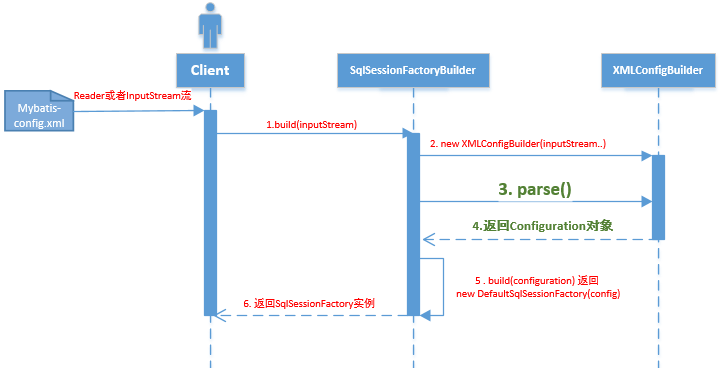 Client
SqlSessionFactoryBuilder
XMLConfigBuilder
Reader或者InputStream流
Mybatis-
config.xml
1.build(inputStream)
2. new XMLConfigBuilder(inputStream..)
3. parse()
4.返回Configuration对象
5 . build(configuration) 返回
new DefaultSqlSessionFactory(config)
6. 返回SqlSessionFactory实例